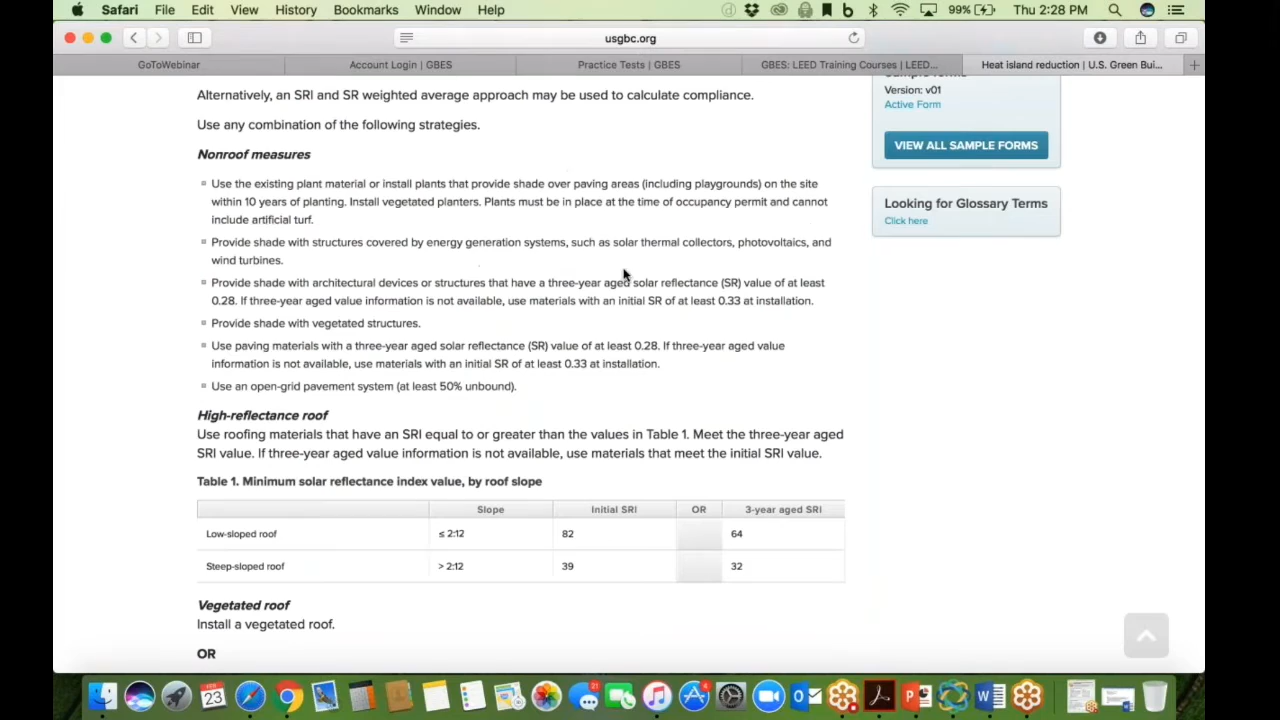 Safari File Edit View History Bookmarks Window Help 99% Thu 2:28 PM
usgbc.org
GoToWebinar Account Login | GBES Practice Tests | GBES GBES: LEED Training Courses | LEED... Heat island reduction | U.S. Green Bui...
Version: v01
Active Form
VIEW ALL SAMPLE FORMS
Looking for Glossary Terms
Click here
Alternatively, an SRI and SR weighted average approach may be used to calculate compliance.
Use any combination of the following strategies.
Nonroof measures
Use the existing plant material or install plants that provide shade over paving areas (including playgrounds) on the site
within 10 years of planting. Install vegetated planters. Plants must be in place at the time of occupancy permit and cannot
include artificial turf.
Provide shade with structures covered by energy generation systems, such as solar thermal collectors, photovoltaics, and
wind turbines.
Provide shade with architectural devices or structures that have a three-year aged solar reflectance (SR) value of at least
0.28. If three-year aged value information is not available, use materials with an initial SR of at least 0.33 at installation.
Provide shade with vegetated structures.
Use paving materials with a three-year aged solar reflectance (SR) value of at least 0.28. If three-year aged value
information is not available, use materials with an initial SR of at least 0.33 at installation.
Use an open-grid pavement system (at least 50% unbound).
High-reflectance roof
Use roofing materials that have an SRI equal to or greater than the values in Table 1. Meet the three-year aged
SRI value. If three-year aged value information is not available, use materials that meet the initial SRI value.
Table 1. Minimum solar reflectance index value, by roof slope
Slope Initial SRI OR 3-year aged SRI
Low-sloped roof ≤ 2:12 82 64
Steep-sloped roof > 2:12 39 32
Vegetated roof
Install a vegetated roof.
OR
23